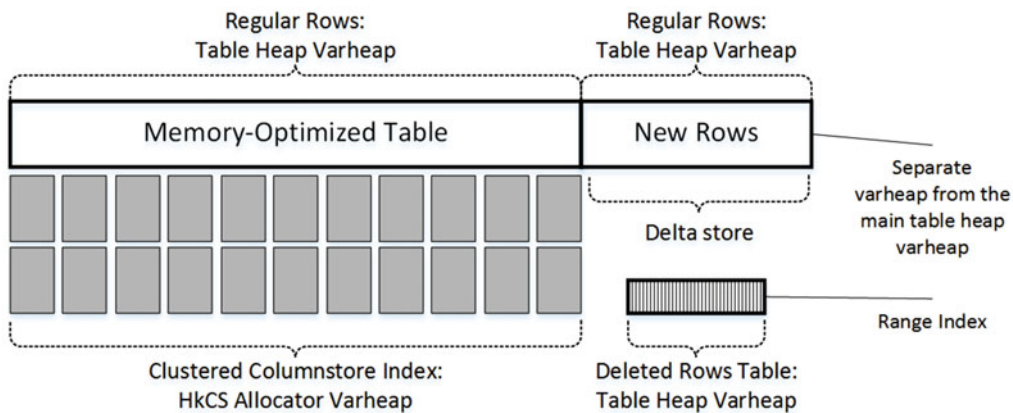 Regular Rows:
Table Heap Varheap
Regular Rows:
Table Heap Varheap
Memory-Optimized Table
New Rows
Separate
varheap from the
main table heap
varheap
Delta store
Range Index
Clustered Columnstore Index:
HkCS Allocator Varheap
Deleted Rows Table:
Table Heap Varheap